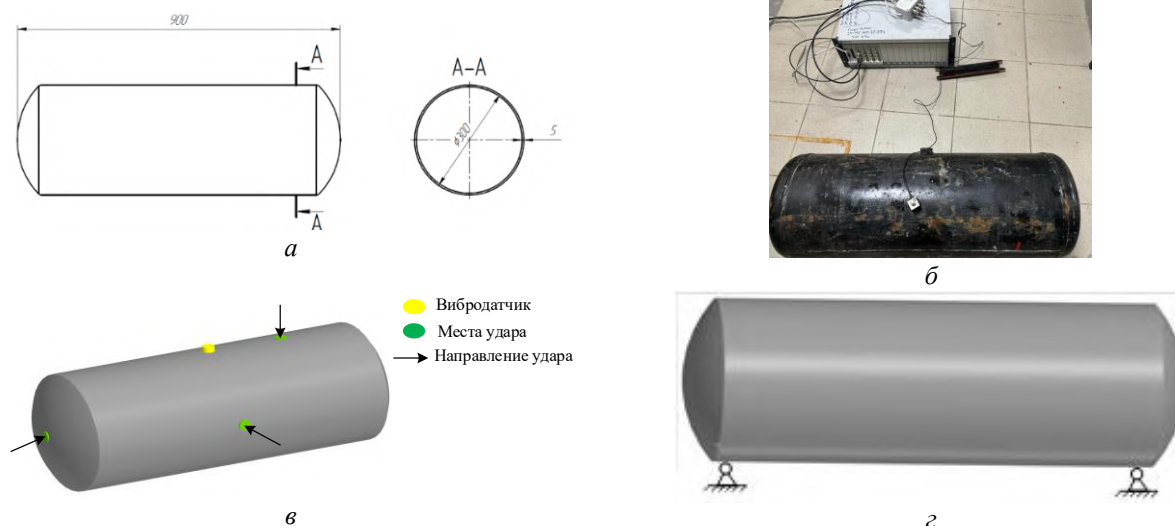 900
А
А-А
ø300
5
А
а
б
Вибродатчик
Места удара
Направление удара
в
г